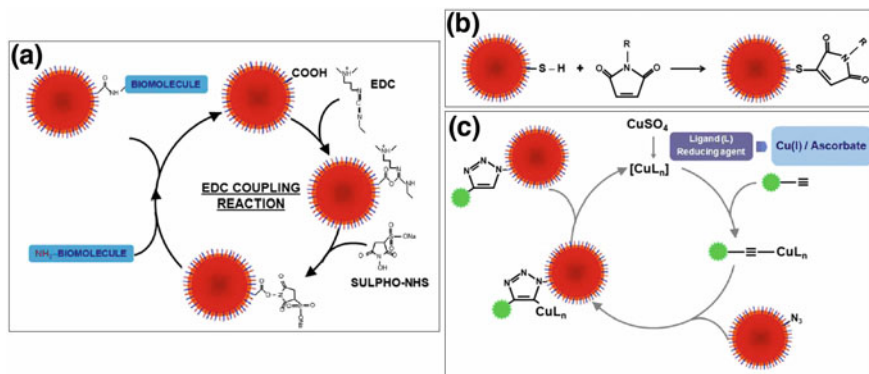 (a)
COOH
EDC
BIOMOLECULE
EDC COUPLING
REACTION
NH₂-BIOMOLECULE
SULPHO-NHS
(b)
S-H
+
N
R
O
O
S
O
N
R
O
(c)
CuSO₄
Ligand (L)
Reducing agent
Cu(I) / Ascorbate
[CuLₙ]
N
N
N
CuLₙ
N
N
N
CuLₙ
N₃